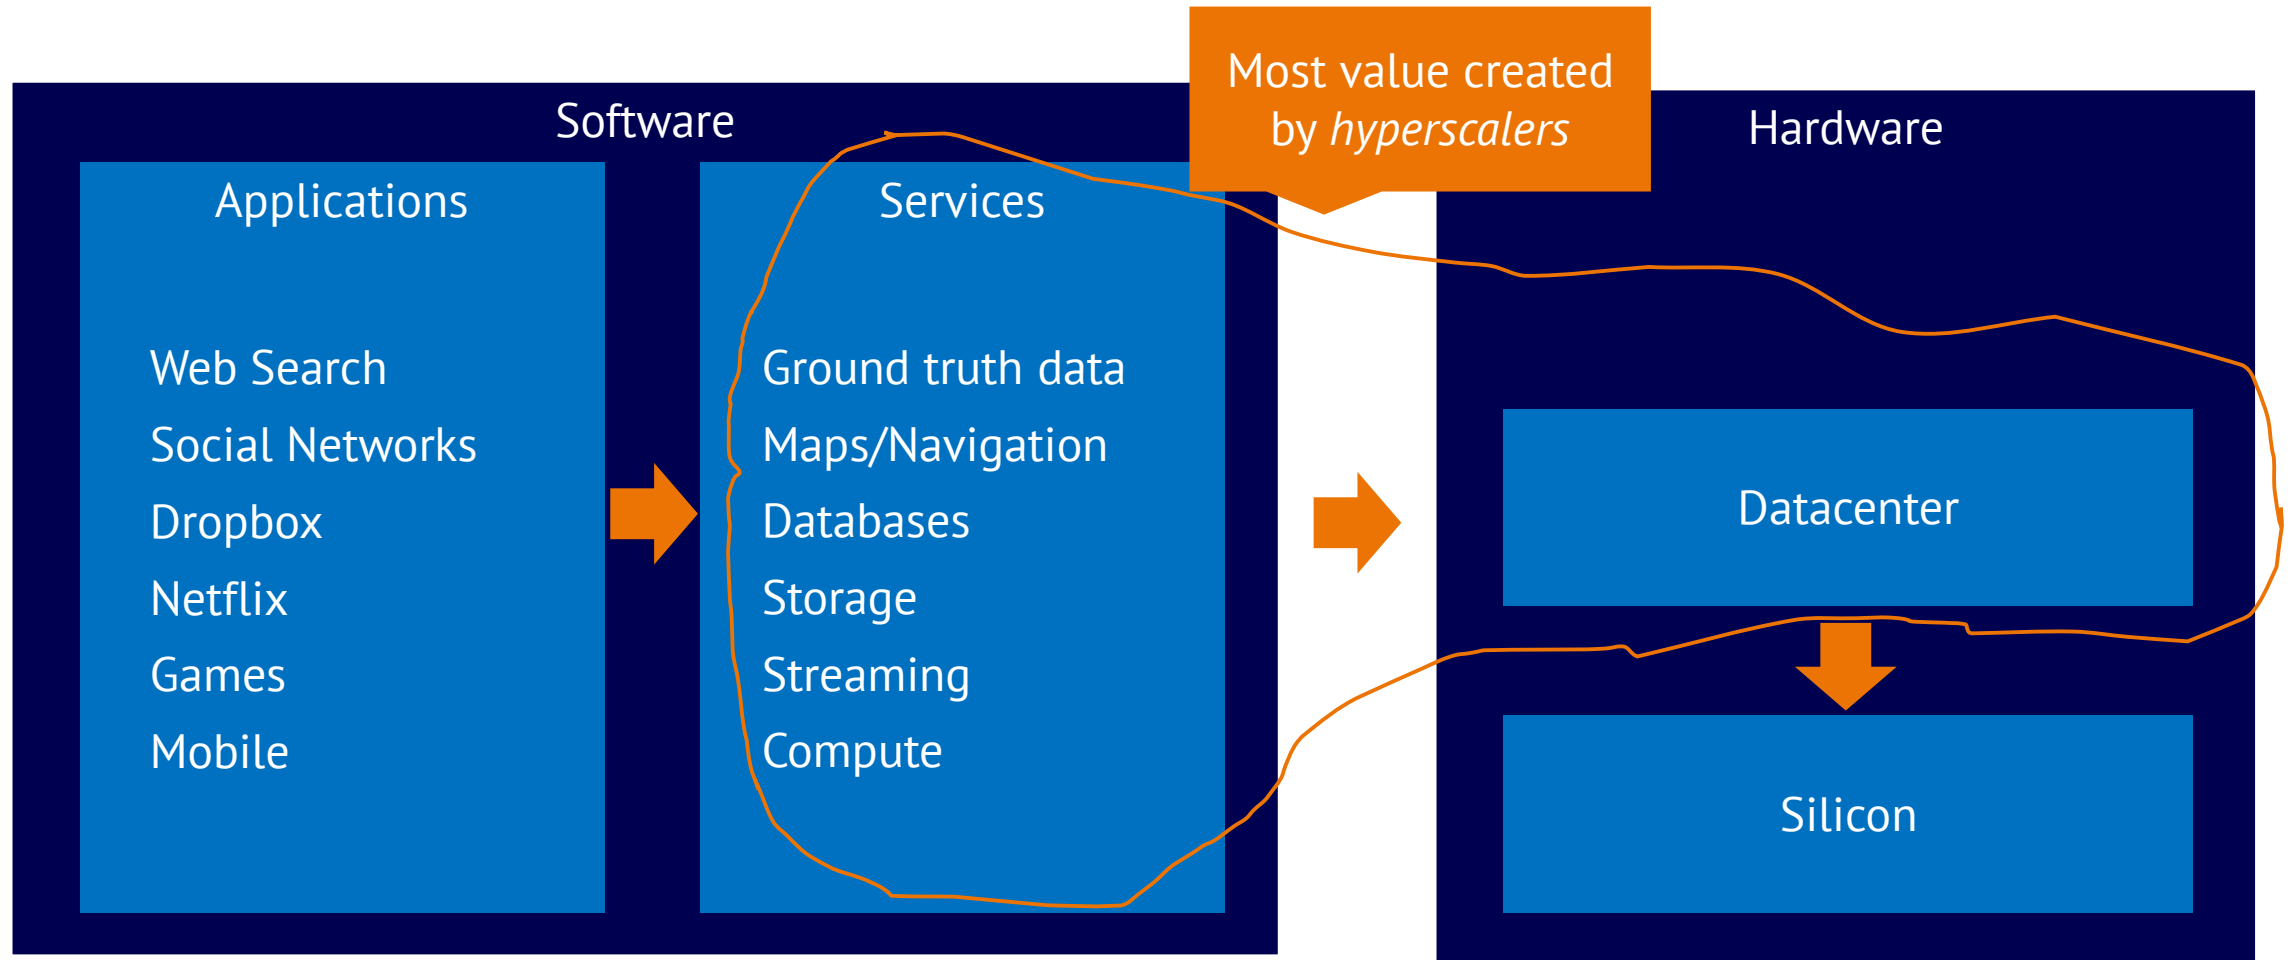 Most value created
by hyperscalers
Software
Hardware
Applications
Services
Web Search
Social Networks
Dropbox
Netflix
Games
Mobile
Ground truth data
Maps/Navigation
Databases
Storage
Streaming
Compute
Datacenter
Silicon